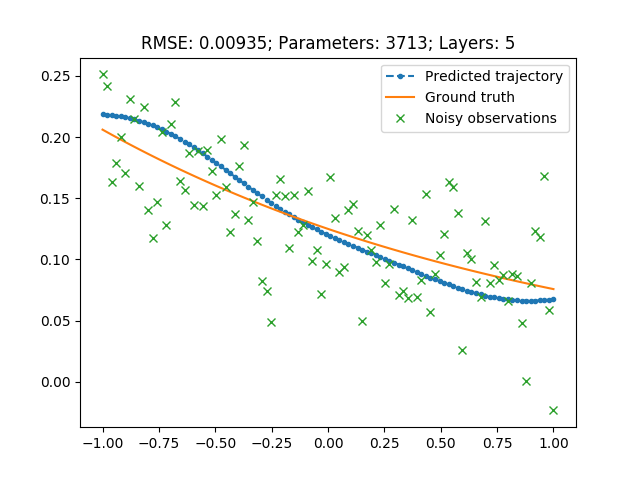 RMSE: 0.00935; Parameters: 3713; Layers: 5
Predicted trajectory
Ground truth
Noisy observations
0.25
0.20
0.15
0.10
0.05
0.00
−1.00 −0.75 −0.50 −0.25 0.00 0.25 0.50 0.75 1.00